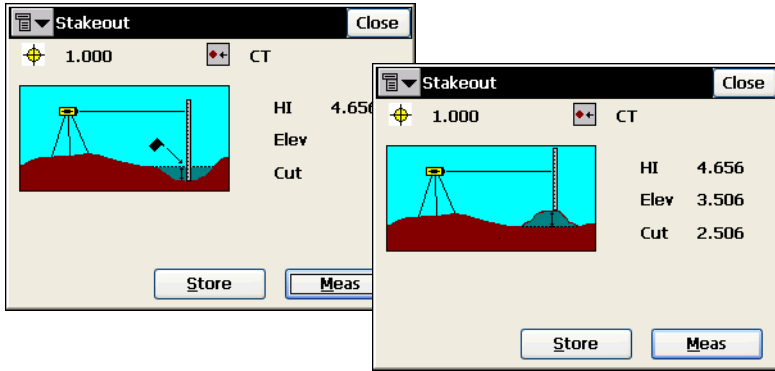 Stakeout Close
1.000 CT
HI 4.656
Elev
Cut
Store Meas
Stakeout Close
1.000 CT
HI 4.656
Elev 3.506
Cut 2.506
Store Meas